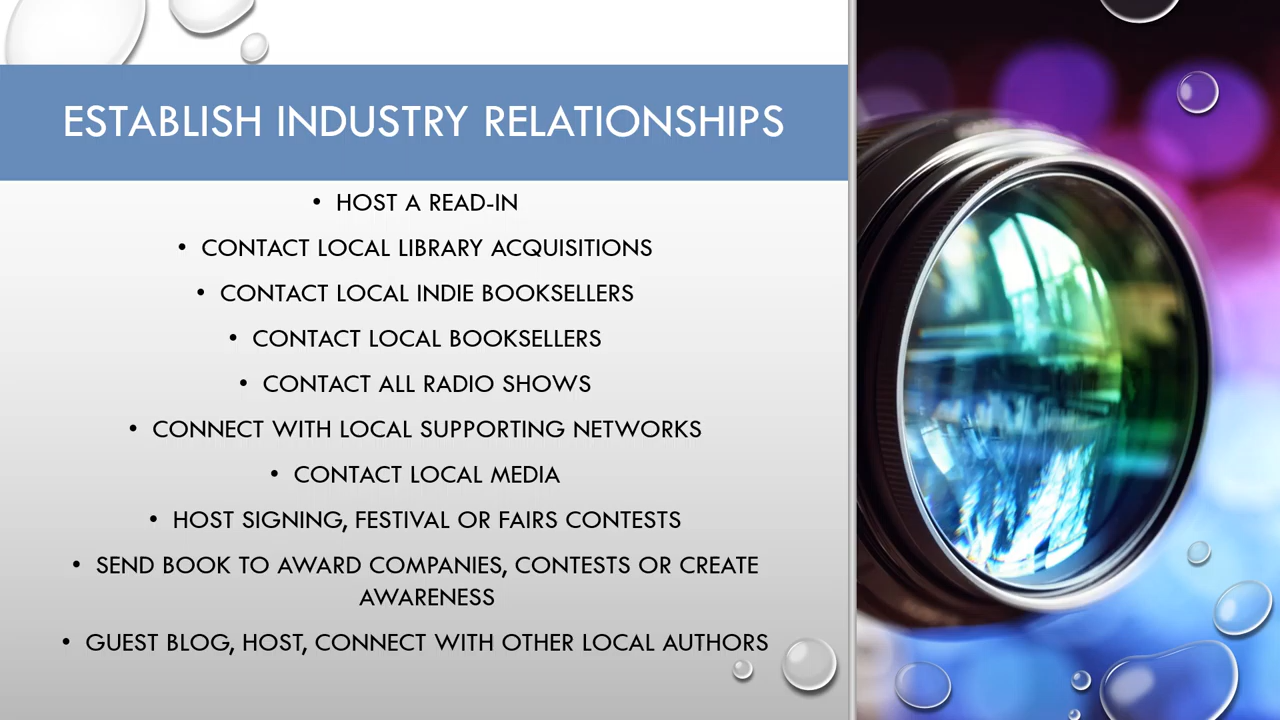 ESTABLISH INDUSTRY RELATIONSHIPS
• HOST A READ-IN
• CONTACT LOCAL LIBRARY ACQUISITIONS
• CONTACT LOCAL INDIE BOOKSELLERS
• CONTACT LOCAL BOOKSELLERS
• CONTACT ALL RADIO SHOWS
• CONNECT WITH LOCAL SUPPORTING NETWORKS
• CONTACT LOCAL MEDIA
• HOST SIGNING, FESTIVAL OR FAIRS CONTESTS
• SEND BOOK TO AWARD COMPANIES, CONTESTS OR CREATE
AWARENESS
• GUEST BLOG, HOST, CONNECT WITH OTHER LOCAL AUTHORS